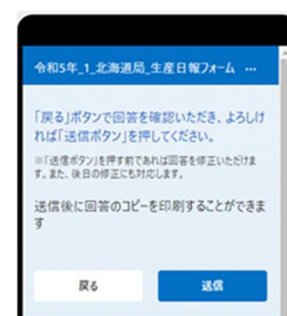 令和5年_1_北海道局_生産日報フォーム …
「戻る」ボタンで回答を確認いただき、よろしけ
れば「送信ボタン」を押してください。
※「送信ボタン」を押す前であれば回答を修正いただけま
す。また、後日の修正にも対応します。
送信後に回答のコピーを印刷することができま
す
戻る
送信